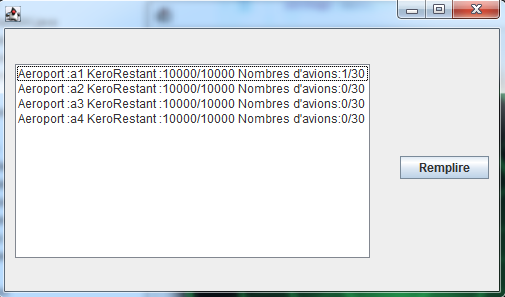 Aeroport :a1 KeroRestant :10000/10000 Nombres d'avions:1/30
Aeroport :a2 KeroRestant :10000/10000 Nombres d'avions:0/30
Aeroport :a3 KeroRestant :10000/10000 Nombres d'avions:0/30
Aeroport :a4 KeroRestant :10000/10000 Nombres d'avions:0/30
Remplire